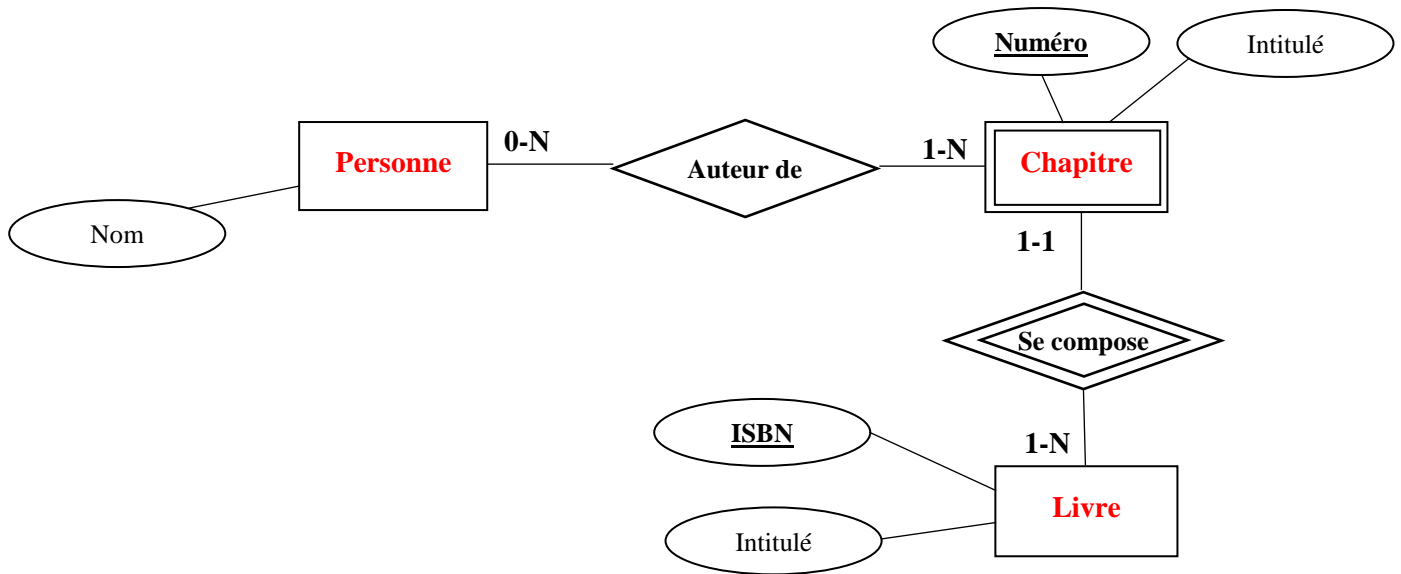 Numéro
Intitulé
Personne
0-N
Auteur de
1-N
Chapitre
Nom
1-1
Se compose
ISBN
1-N
Livre
Intitulé